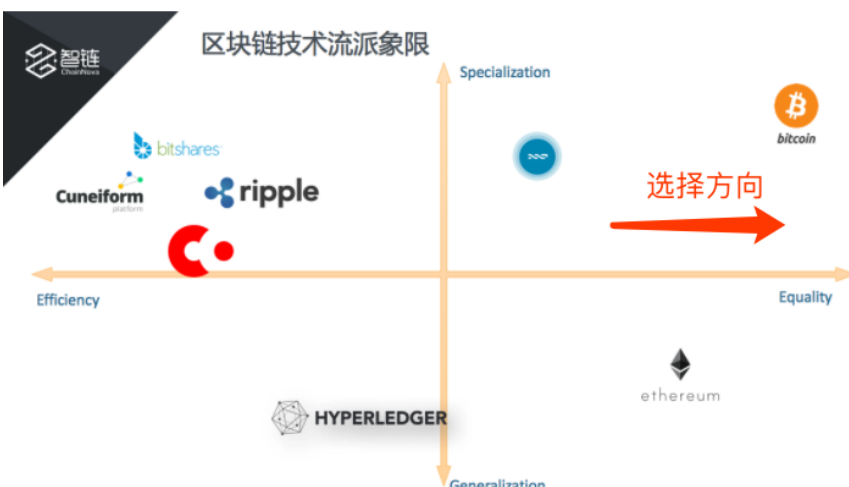 智链
ChainNova
区块链技术流派象限
Specialization
bitshares
bitcoin
Cuneiform
platform
ripple
选择方向
Efficiency
Equality
ethereum
HYPERLEDGER
Generalization